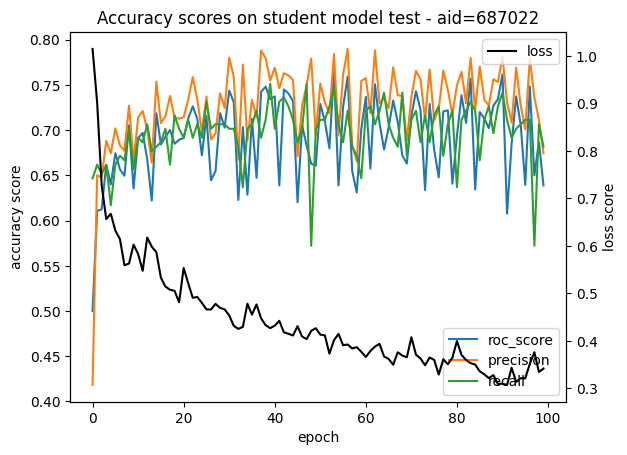 Accuracy scores on student model test - aid=687022
loss
0.80
0.75
0.70
0.65
0.60
0.55
0.50
0.45
0.40
accuracy score
1.0
0.9
0.8
0.7
0.6
0.5
0.4
0.3
loss score
roc_score
precision
recall
0
20
40
60
80
100
epoch